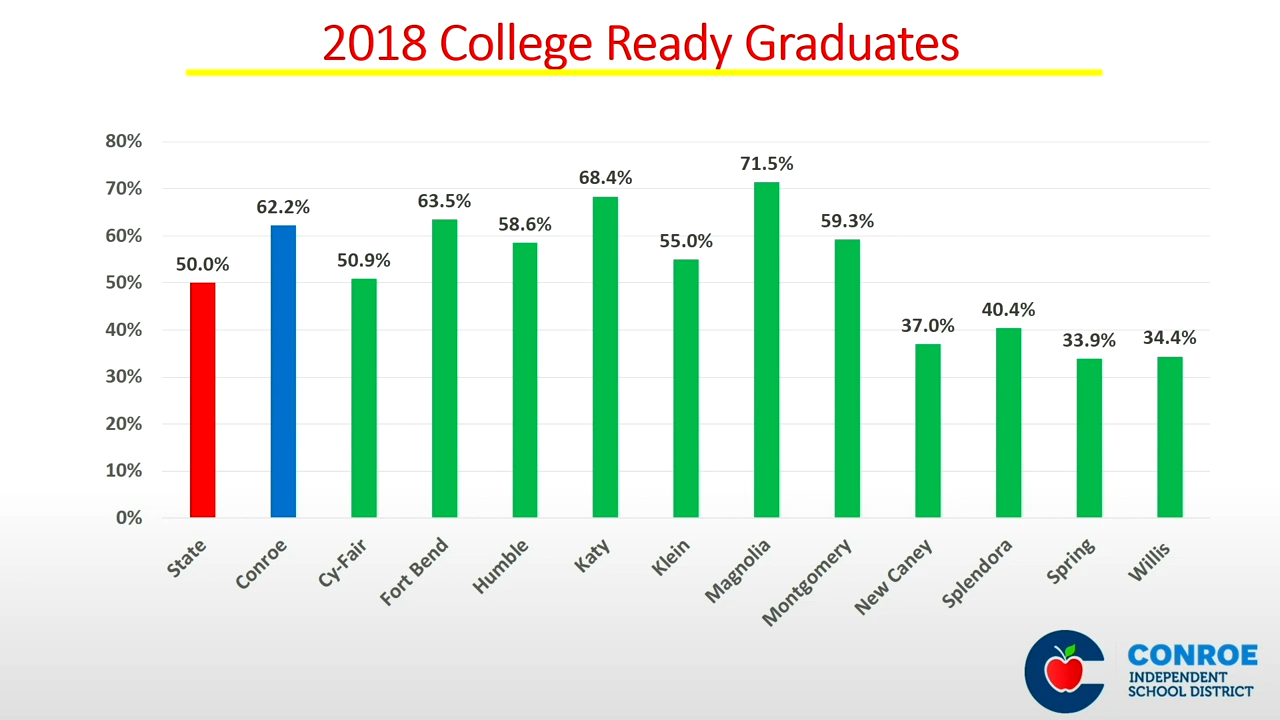 2018 College Ready Graduates
80%
70%
60%
50%
40%
30%
20%
10%
0%
50.0%
62.2%
50.9%
63.5%
58.6%
68.4%
55.0%
71.5%
59.3%
37.0%
40.4%
33.9%
34.4%
State
Conroe
Cy-Fair
Fort Bend
Humble
Katy
Klein
Magnolia
Montgomery
New Caney
Splendora
Spring
Willis
CONROE
INDEPENDENT
SCHOOL DISTRICT